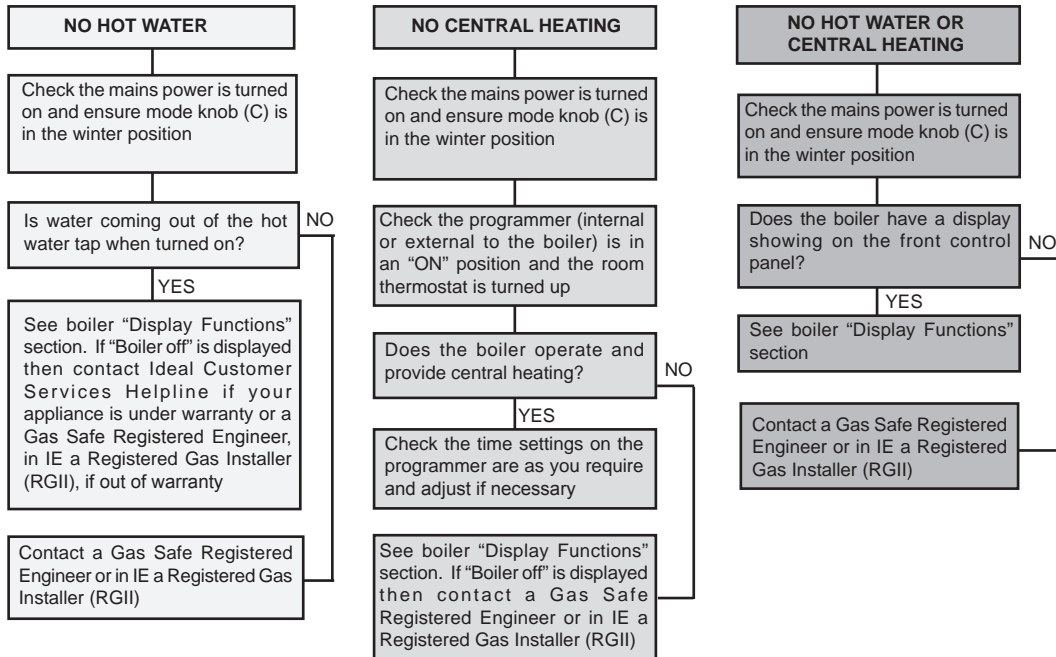 NO HOT WATER
Check the mains power is turned
on and ensure mode knob (C) is
in the winter position
Is water coming out of the hot
water tap when turned on?
NO
YES
See boiler “Display Functions”
section. If “Boiler off” is displayed
then contact Ideal Customer
Services Helpline if your
appliance is under warranty or a
Gas Safe Registered Engineer,
in IE a Registered Gas Installer
(RGII), if out of warranty
Contact a Gas Safe Registered
Engineer or in IE a Registered Gas
Installer (RGII)
NO CENTRAL HEATING
Check the mains power is turned
on and ensure mode knob (C) is
in the winter position
Check the programmer (internal
or external to the boiler) is in
an “ON” position and the room
thermostat is turned up
Does the boiler operate and
provide central heating?
NO
YES
Check the time settings on the
programmer are as you require
and adjust if necessary
See boiler “Display Functions”
section. If “Boiler off” is displayed
then contact a Gas Safe
Registered Engineer or in IE a
Registered Gas Installer (RGII)
NO HOT WATER OR
CENTRAL HEATING
Check the mains power is turned
on and ensure mode knob (C) is
in the winter position
Does the boiler have a display
showing on the front control
panel?
NO
YES
See boiler “Display Functions”
section
Contact a Gas Safe Registered
Engineer or in IE a Registered
Gas Installer (RGII)